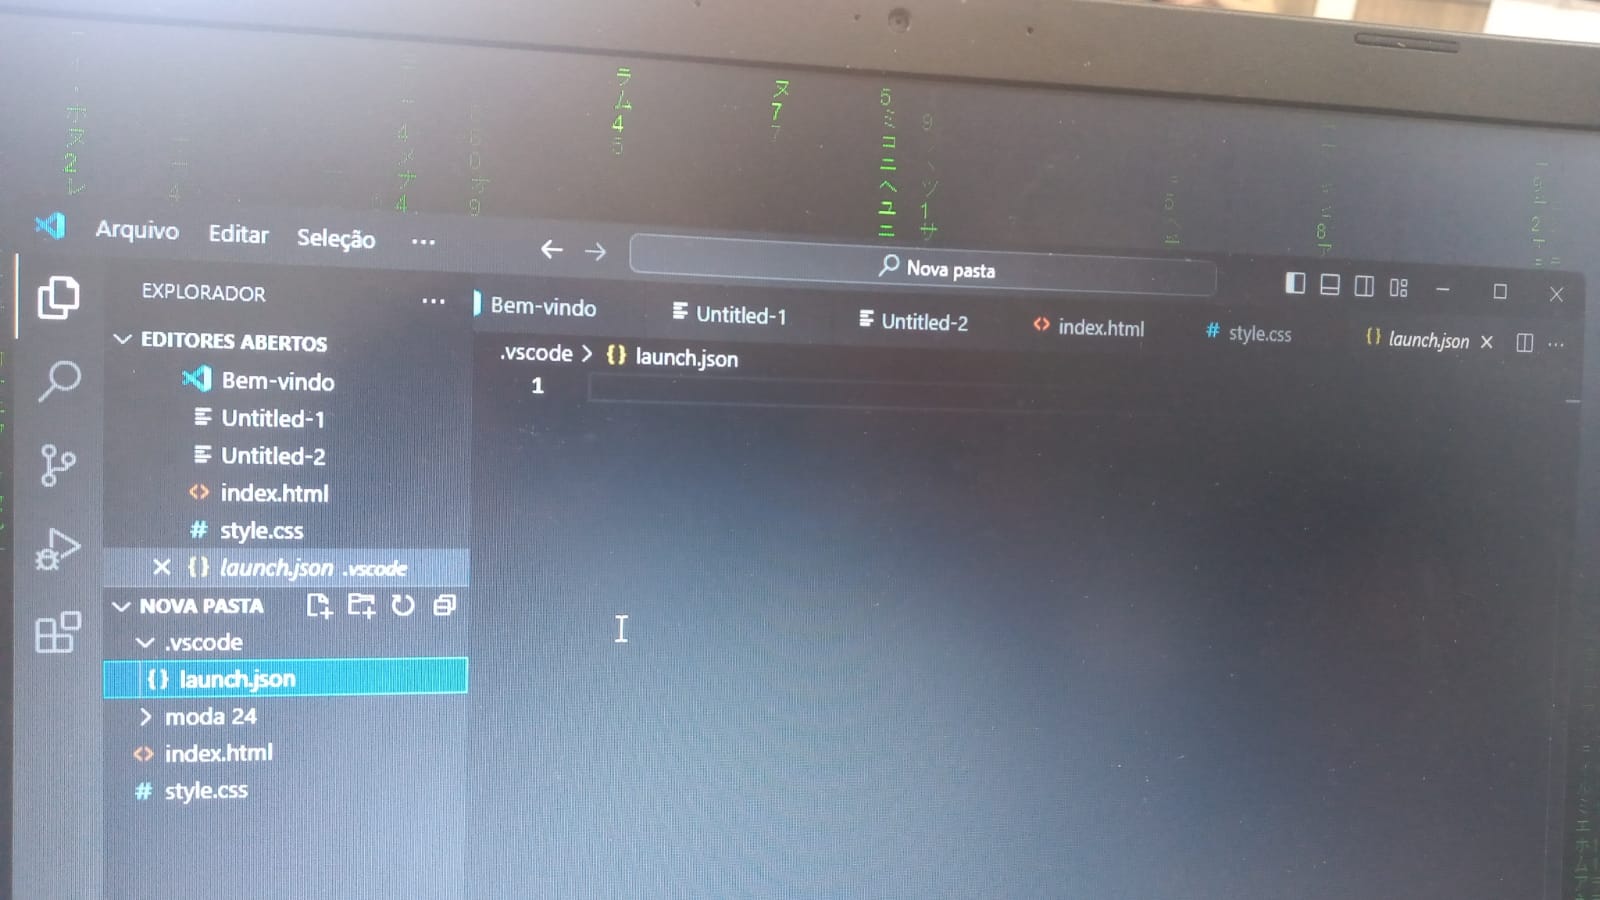 Arquivo Editar Seleção ...
Nova pasta
EXPLORADOR ...
EDITORES ABERTOS
Bem-vindo
Untitled-1
Untitled-2
index.html
style.css
launch.json .vscode
NOVA PASTA
.vscode
launch.json
moda 24
index.html
style.css
Bem-vindo Untitled-1 Untitled-2 index.html style.css launch.json
.vscode > {} launch.json
1